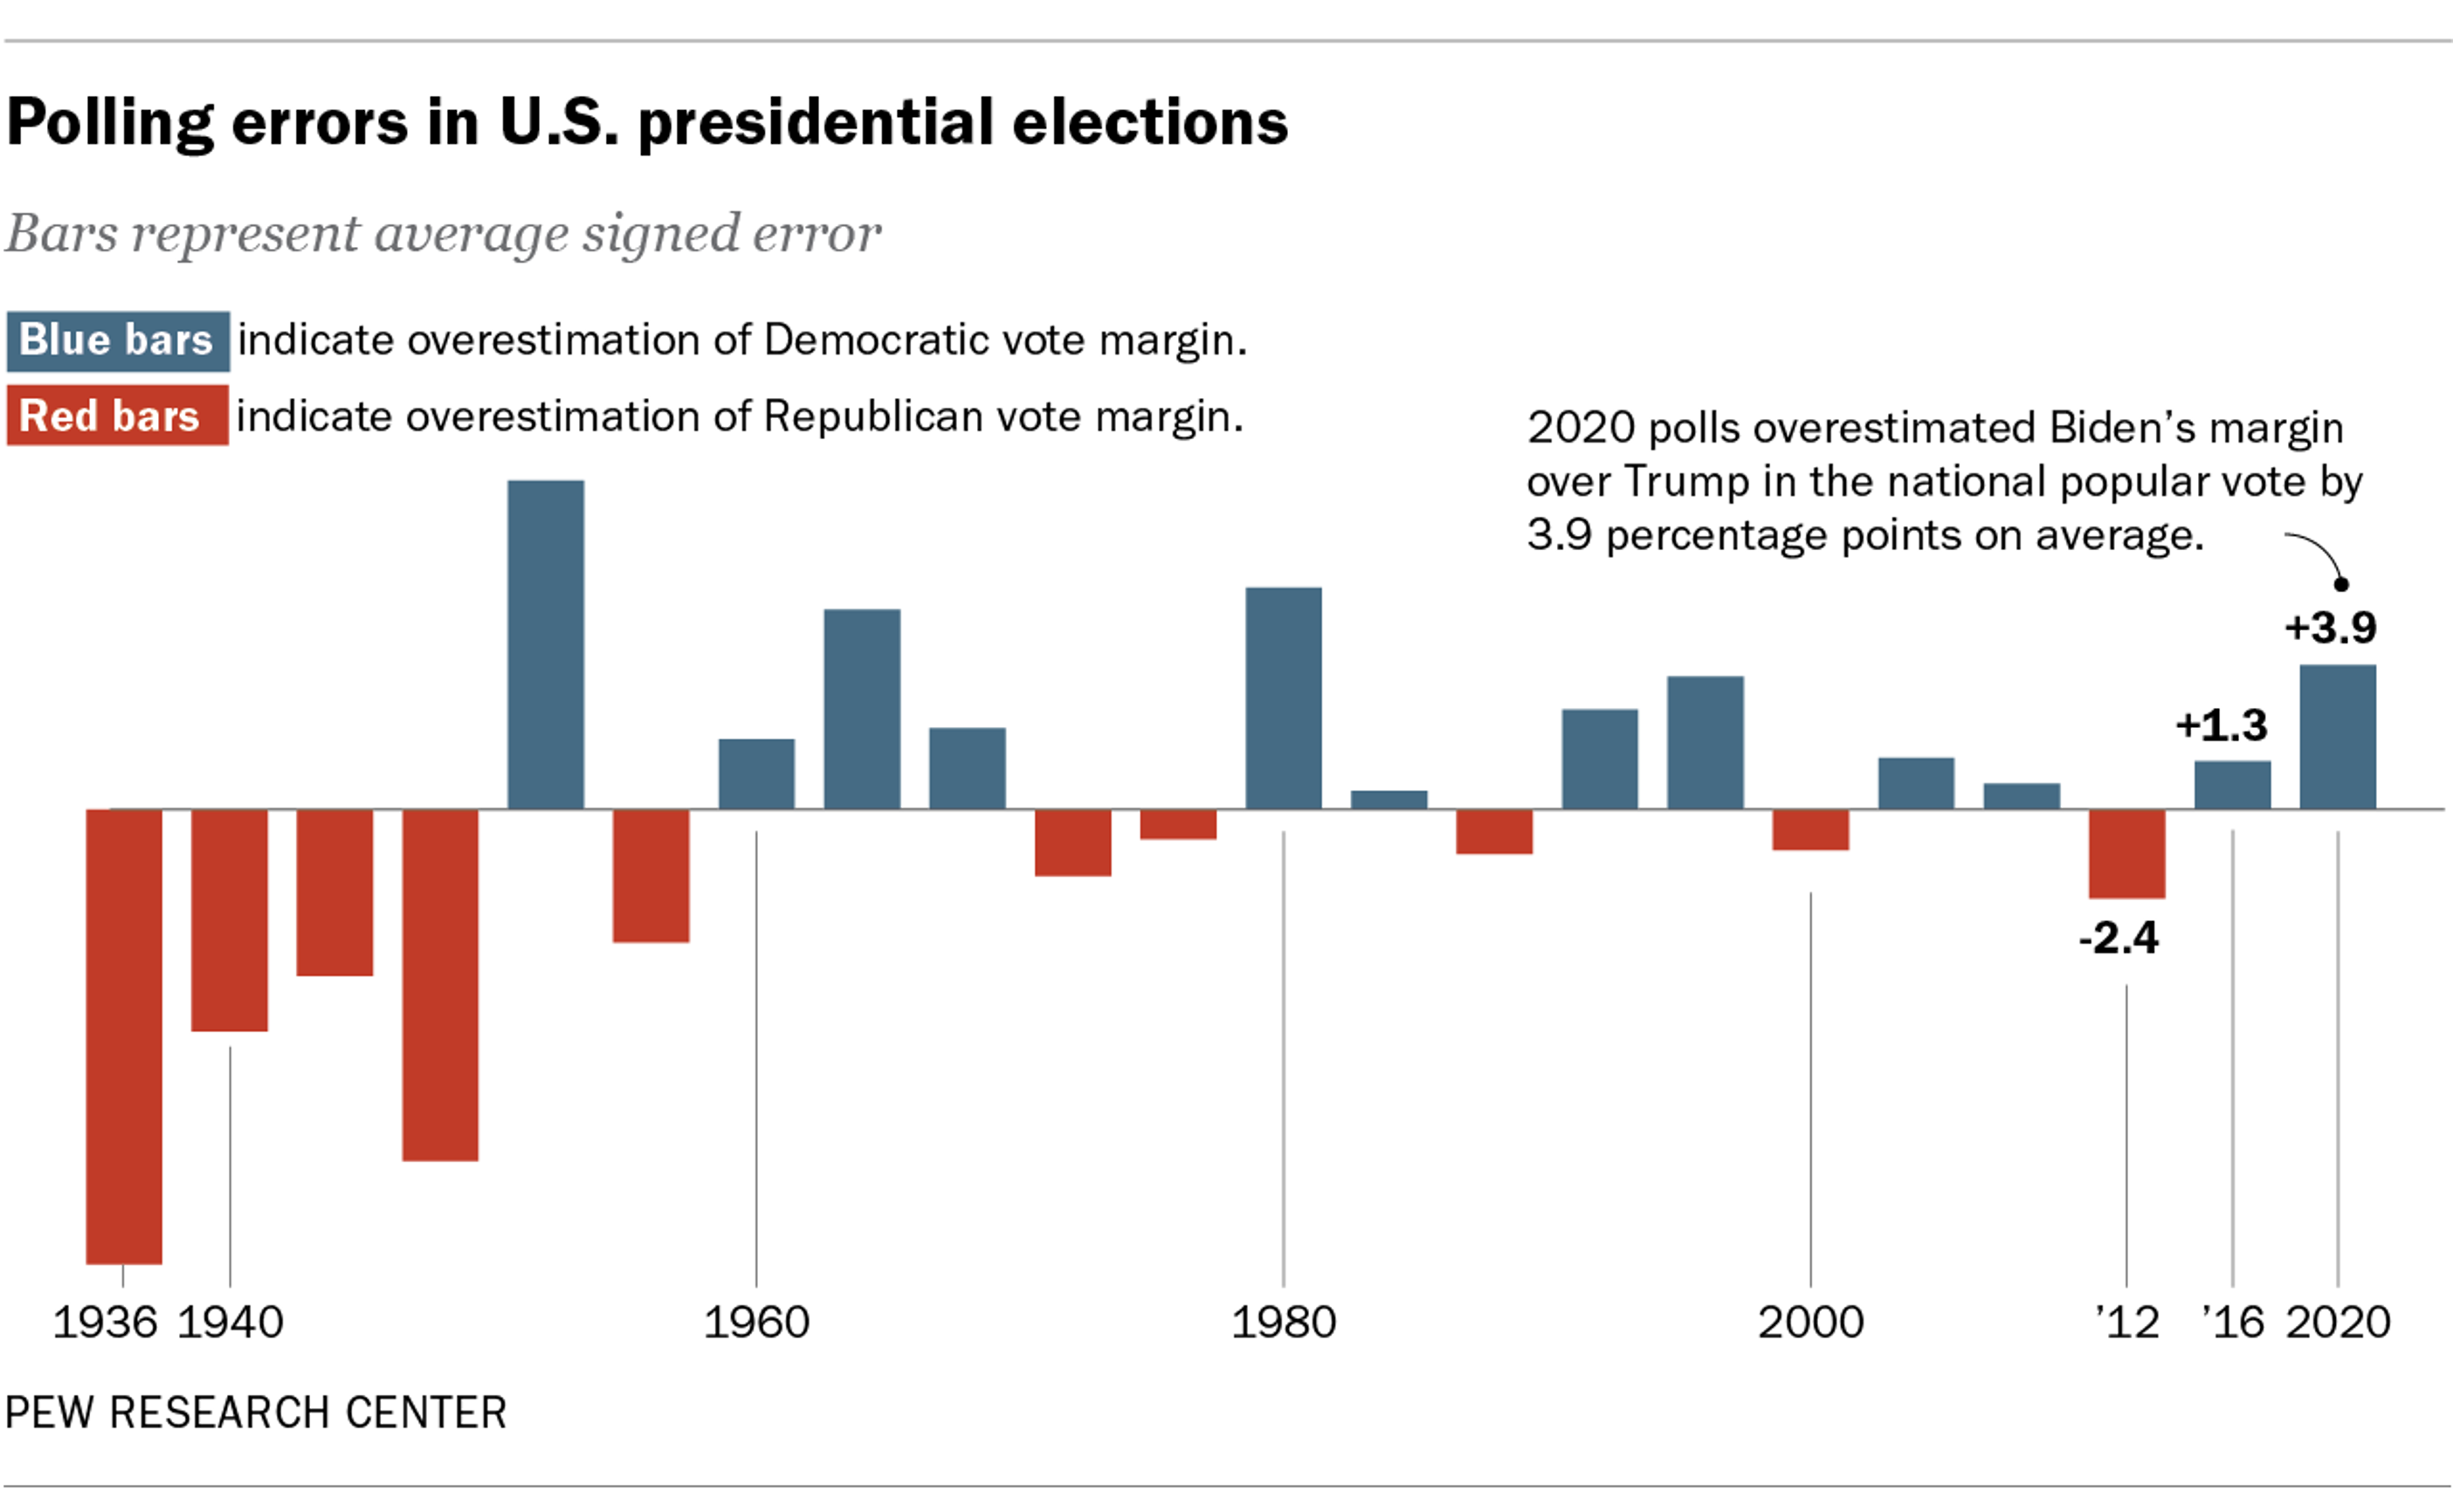 Polling errors in U.S. presidential elections
Bars represent average signed error
Blue bars indicate overestimation of Democratic vote margin.
Red bars indicate overestimation of Republican vote margin.
2020 polls overestimated Biden’s margin
over Trump in the national popular vote by
3.9 percentage points on average.
+3.9
+1.3
-2.4
1936 1940 1960 1980 2000 ’12 ’16 2020
PEW RESEARCH CENTER